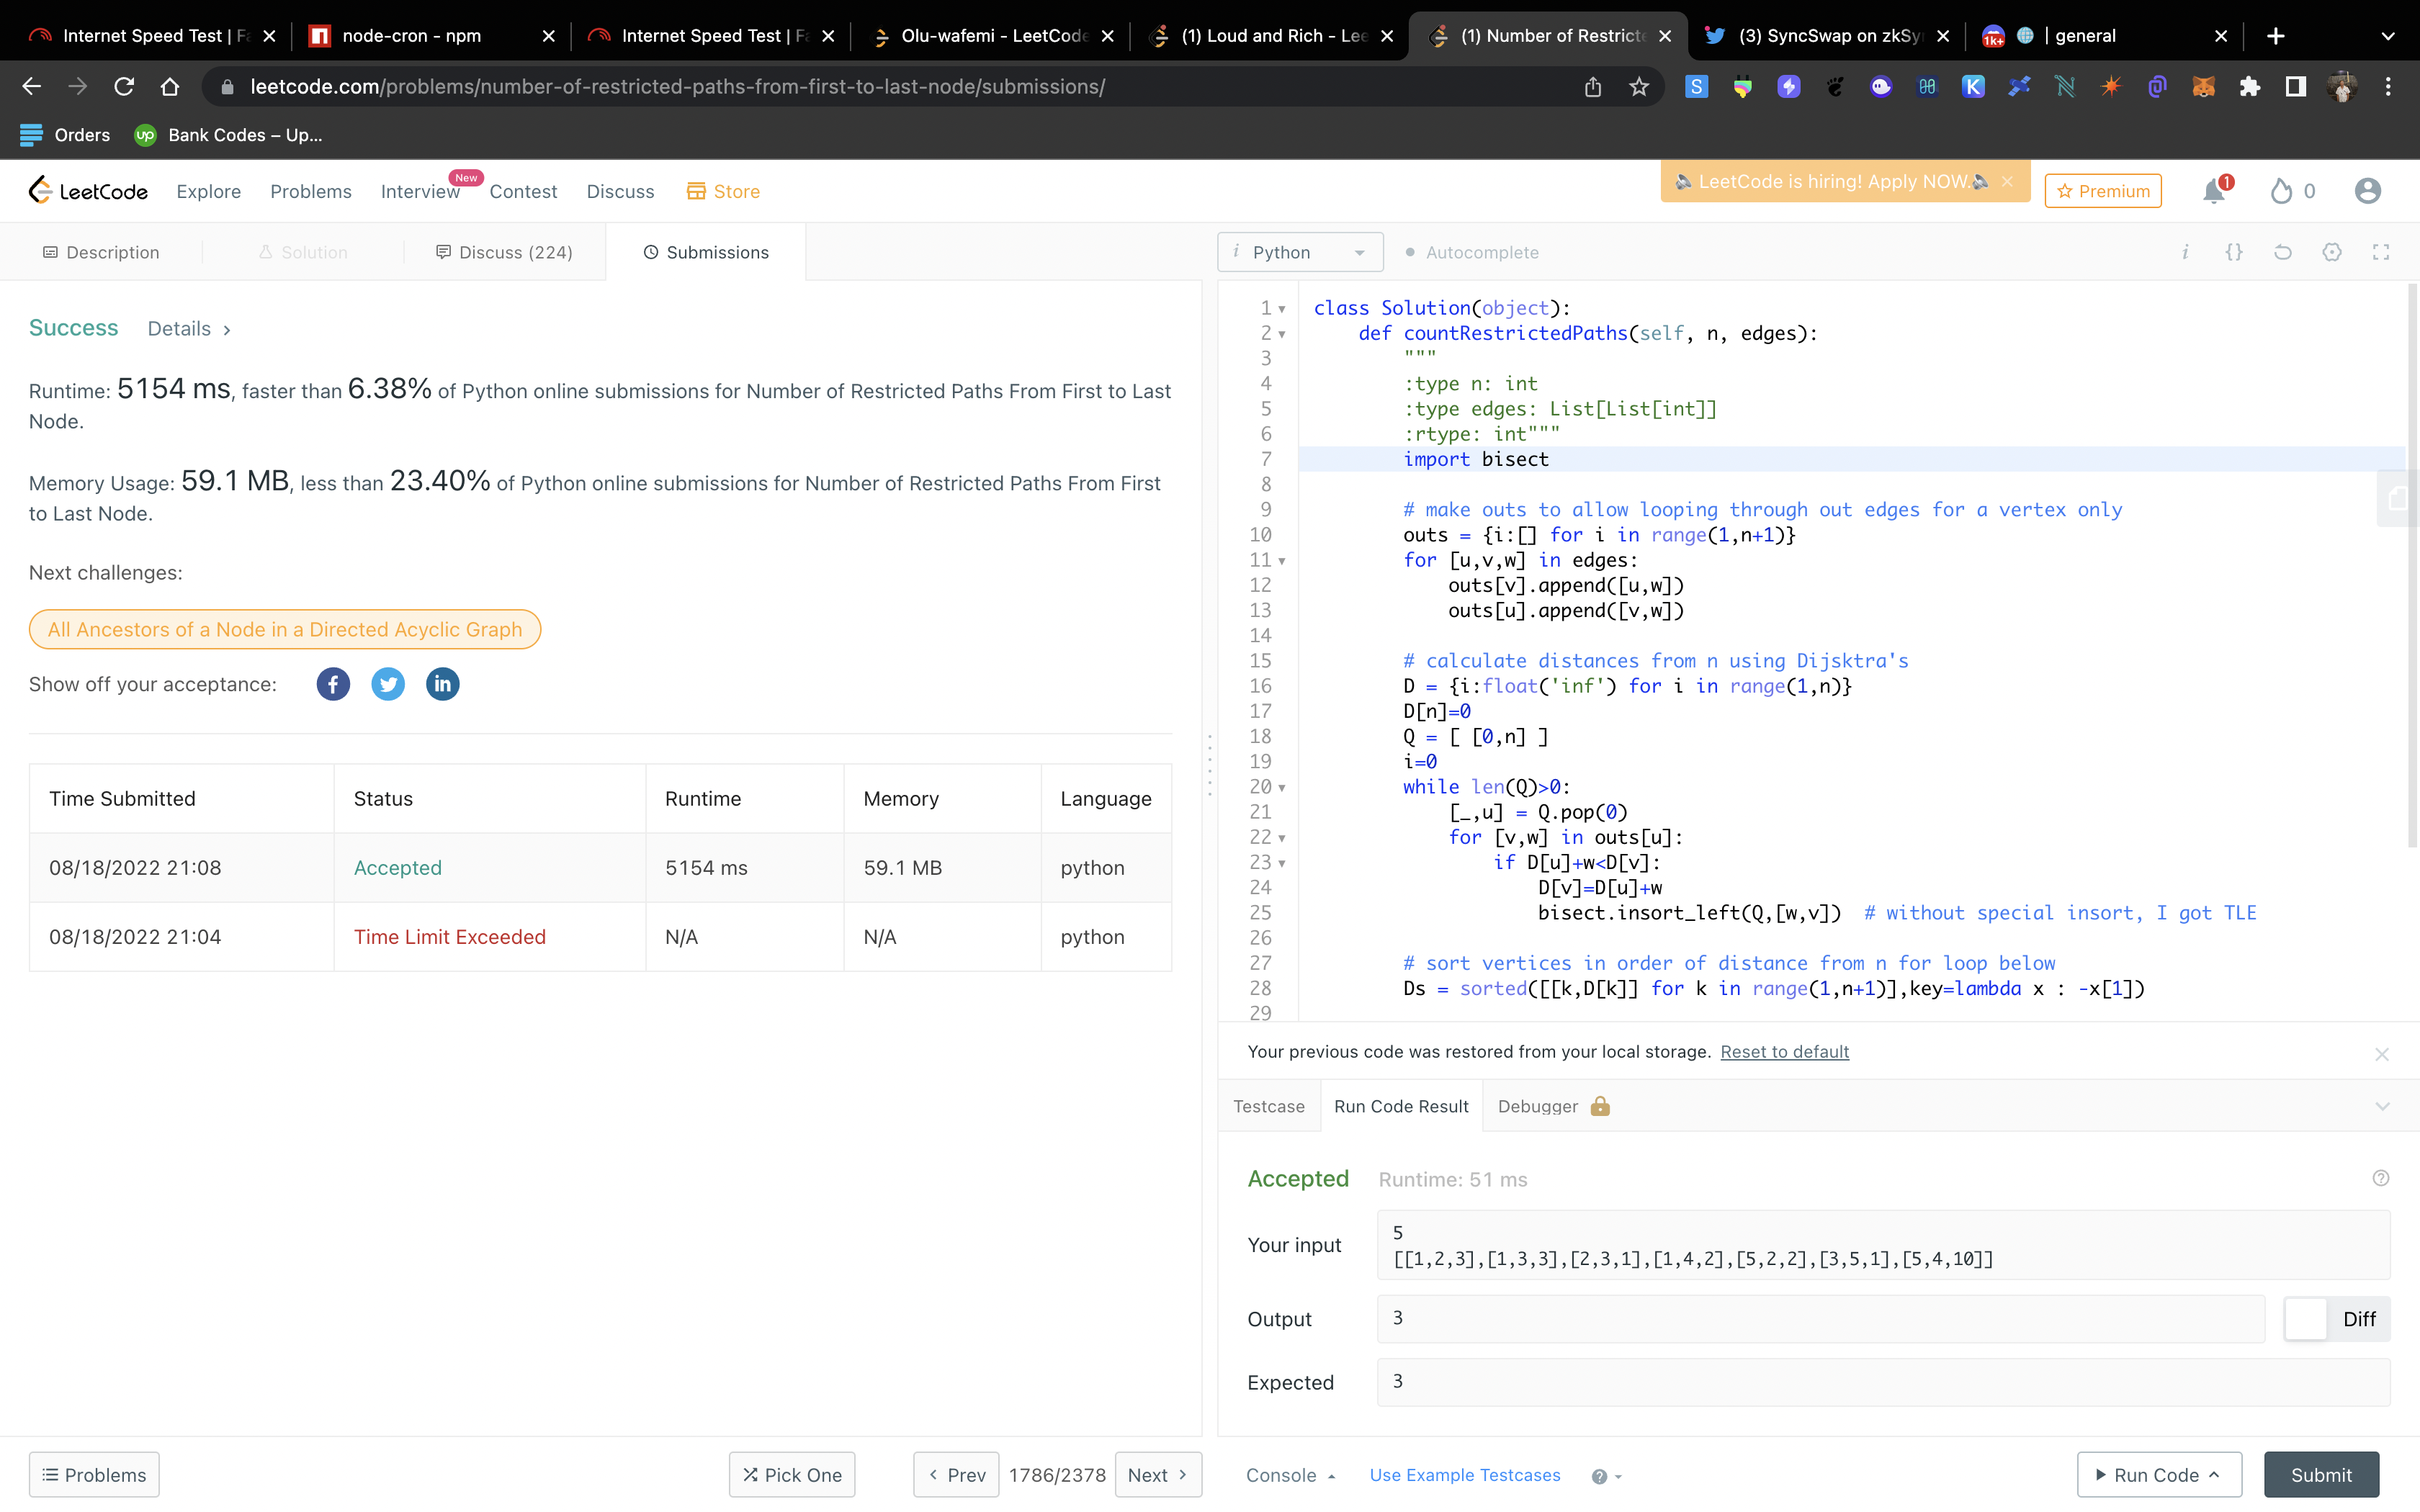 Internet Speed Test | Fa
node-cron - npm
Internet Speed Test | Fa
Olu-wafemi - LeetCode
(1) Loud and Rich - Lee
(1) Number of Restricte
(3) SyncSwap on zkSy
1k+
| general
leetcode.com/problems/number-of-restricted-paths-from-first-to-last-node/submissions/
Orders
up
Bank Codes – Up...
LeetCode
Explore
Problems
Interview
New
Contest
Discuss
Store
LeetCode is hiring! Apply NOW.
Premium
1
0
Description
Solution
Discuss (224)
Submissions
i Python
Autocomplete
Success
Details
Runtime: 5154 ms, faster than 6.38% of Python online submissions for Number of Restricted Paths From First to Last
Node.
Memory Usage: 59.1 MB, less than 23.40% of Python online submissions for Number of Restricted Paths From First
to Last Node.
Next challenges:
All Ancestors of a Node in a Directed Acyclic Graph
Show off your acceptance:
Time Submitted Status Runtime Memory Language
08/18/2022 21:08 Accepted 5154 ms 59.1 MB python
08/18/2022 21:04 Time Limit Exceeded N/A N/A python
1 class Solution(object):
2 def countRestrictedPaths(self, n, edges):
3 """
4 :type n: int
5 :type edges: List[List[int]]
6 :rtype: int"""
7 import bisect
8
9 # make outs to allow looping through out edges for a vertex only
10 outs = {i:[] for i in range(1,n+1)}
11 for [u,v,w] in edges:
12 outs[v].append([u,w])
13 outs[u].append([v,w])
14
15 # calculate distances from n using Dijsktra's
16 D = {i:float('inf') for i in range(1,n)}
17 D[n]=0
18 Q = [ [0,n] ]
19 i=0
20 while len(Q)>0:
21 [_,u] = Q.pop(0)
22 for [v,w] in outs[u]:
23 if D[u]+w<D[v]:
24 D[v]=D[u]+w
25 bisect.insort_left(Q,[w,v]) # without special insort, I got TLE
26
27 # sort vertices in order of distance from n for loop below
28 Ds = sorted([[k,D[k]] for k in range(1,n+1)],key=lambda x : -x[1])
29
Your previous code was restored from your local storage. Reset to default
Testcase
Run Code Result
Debugger
Accepted
Runtime: 51 ms
Your input
5
[[1,2,3],[1,3,3],[2,3,1],[1,4,2],[5,2,2],[3,5,1],[5,4,10]]
Output
3
Diff
Expected
3
Problems
Pick One
Prev
1786/2378
Next
Console
Use Example Testcases
Run Code
Submit